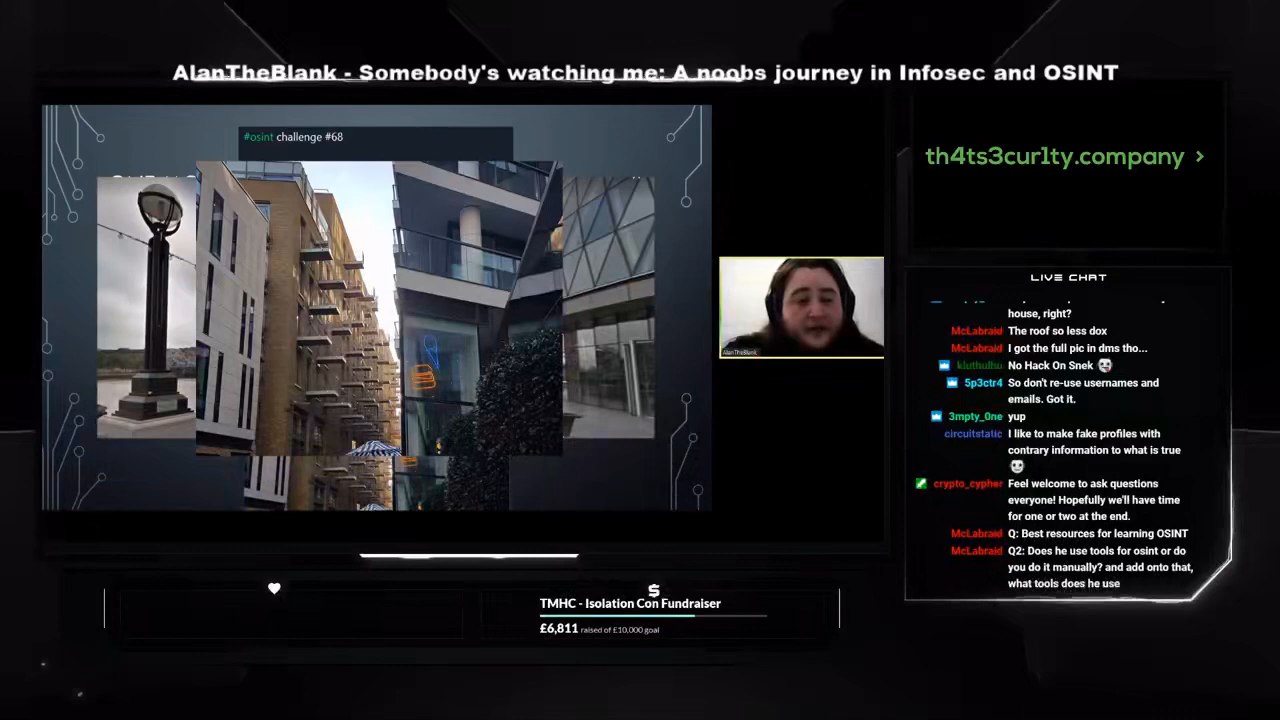 AlanTheBlank - Somebody's watching me: A noobs journey in Infosec and OSINT
#osint challenge #68
AlanTheBlank
th4ts3cur1ty.company >
LIVE CHAT
house, right?
McLabraid The roof so less dox
McLabraid I got the full pic in dms tho...
kluthulhu No Hack On Snek
5p3ctr4 So don't re-use usernames and
emails. Got it.
3mpty_0ne yup
circuitstatic I like to make fake profiles with
contrary information to what is true
crypto_cypher Feel welcome to ask questions
everyone! Hopefully we'll have time
for one or two at the end.
McLabraid Q: Best resources for learning OSINT
McLabraid Q2: Does he use tools for osint or do
you do it manually? and add onto that,
what tools does he use
$
TMHC - Isolation Con Fundraiser
£6,811 raised of £10,000 goal